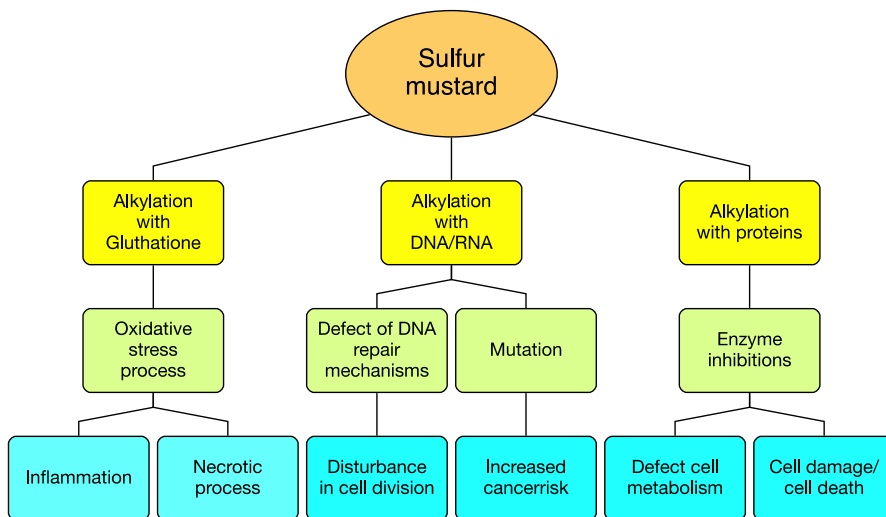 Sulfur
mustard
Alkylation
with
Gluthatione
Alkylation
with
DNA/RNA
Alkylation
with proteins
Oxidative
stress
process
Defect of DNA
repair
mechanisms
Mutation
Enzyme
inhibitions
Inflammation
Necrotic
process
Disturbance
in cell division
Increased
cancerrisk
Defect cell
metabolism
Cell damage/
cell death